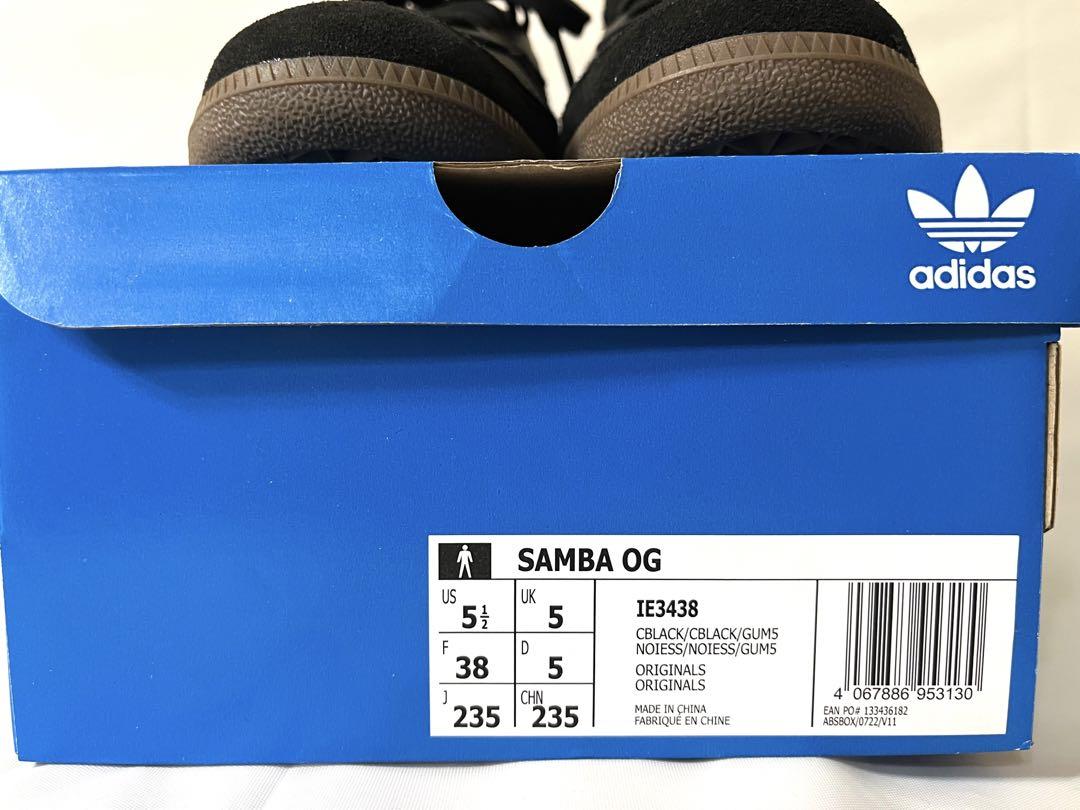 adidas
SAMBA OG
US 5½
UK 5
F 38
D 5
J 235
CHN 235
IE3438
CBLACK/CBLACK/GUM5
NOIESS/NOIESS/GUM5
ORIGINALS
ORIGINALS
MADE IN CHINA
FABRIQUÉ EN CHINE
4 067886 953130
EAN PO# 133436182
ABSBOX/0722/V11